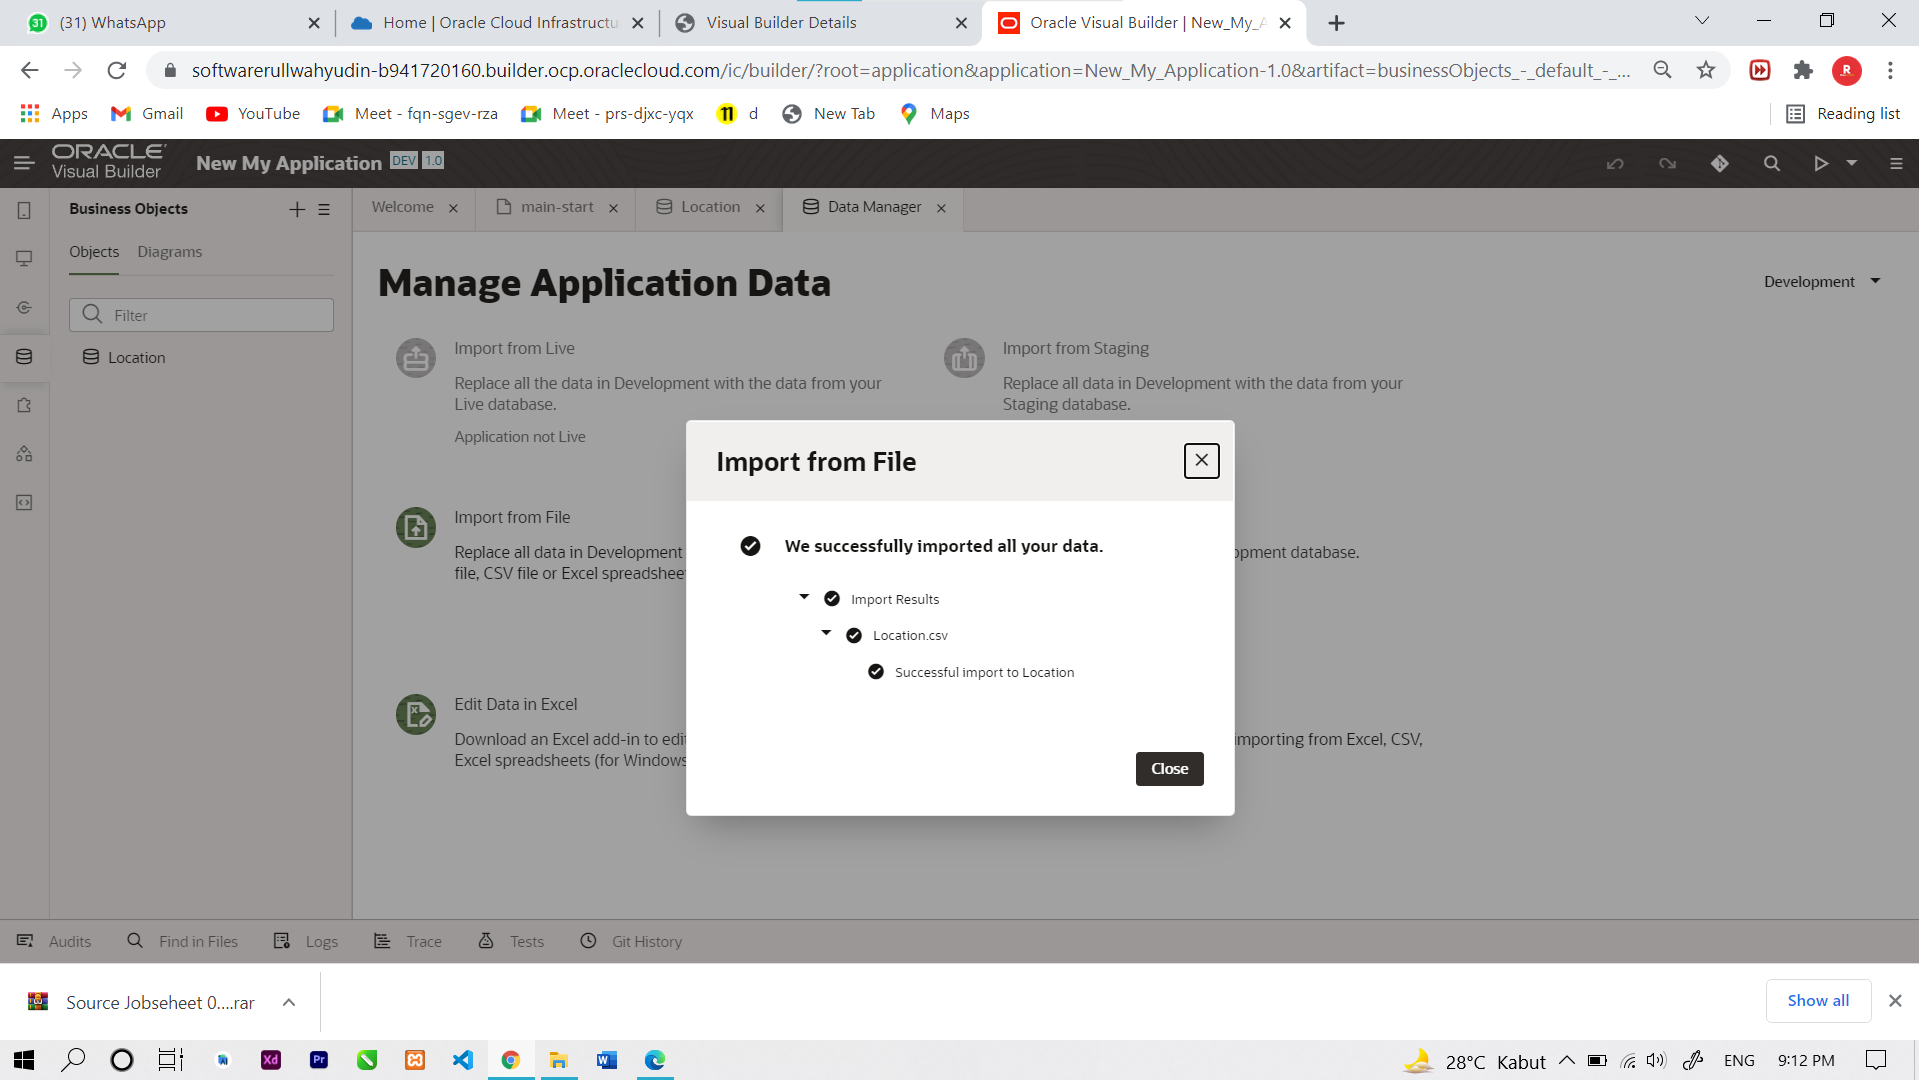 (31) WhatsApp
Home | Oracle Cloud Infrastructu
Visual Builder Details
Oracle Visual Builder | New_My_A
softwarerullwahyudin-b941720160.builder.ocp.oraclecloud.com/ic/builder/?root=application&application=New_My_Application-1.0&artifact=businessObjects_-_default_-_...
R
Apps
Gmail
YouTube
Meet - fqn-sgev-rza
Meet - prs-djxc-yqx
d
New Tab
Maps
Reading list
ORACLE
Visual Builder
New My Application
DEV
1.0
Business Objects
Welcome
main-start
Location
Data Manager
Objects
Diagrams
Filter
Location
Manage Application Data
Development
Import from Live
Replace all the data in Development with the data from your
Live database.
Application not Live
Import from Staging
Replace all data in Development with the data from your
Staging database.
Import from File
Replace all data in Development
file, CSV file or Excel spreadsheet
opment database.
Edit Data in Excel
Download an Excel add-in to edit
Excel spreadsheets (for Windows
importing from Excel, CSV,
Import from File
We successfully imported all your data.
Import Results
Location.csv
Successful import to Location
Close
Audits
Find in Files
Logs
Trace
Tests
Git History
Source Jobseheet 0....rar
Show all
Xd
Pr
28°C Kabut
ENG
9:12 PM